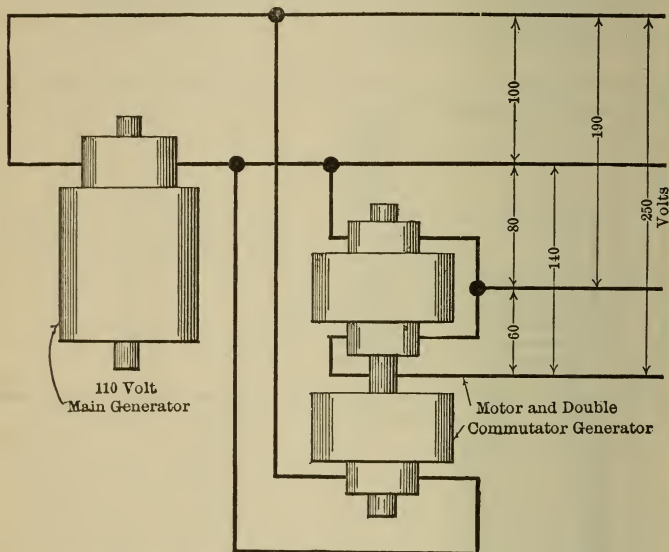 100
190
250
Volts
80
140
60
110 Volt
Main Generator
Motor and Double
Commutator Generator